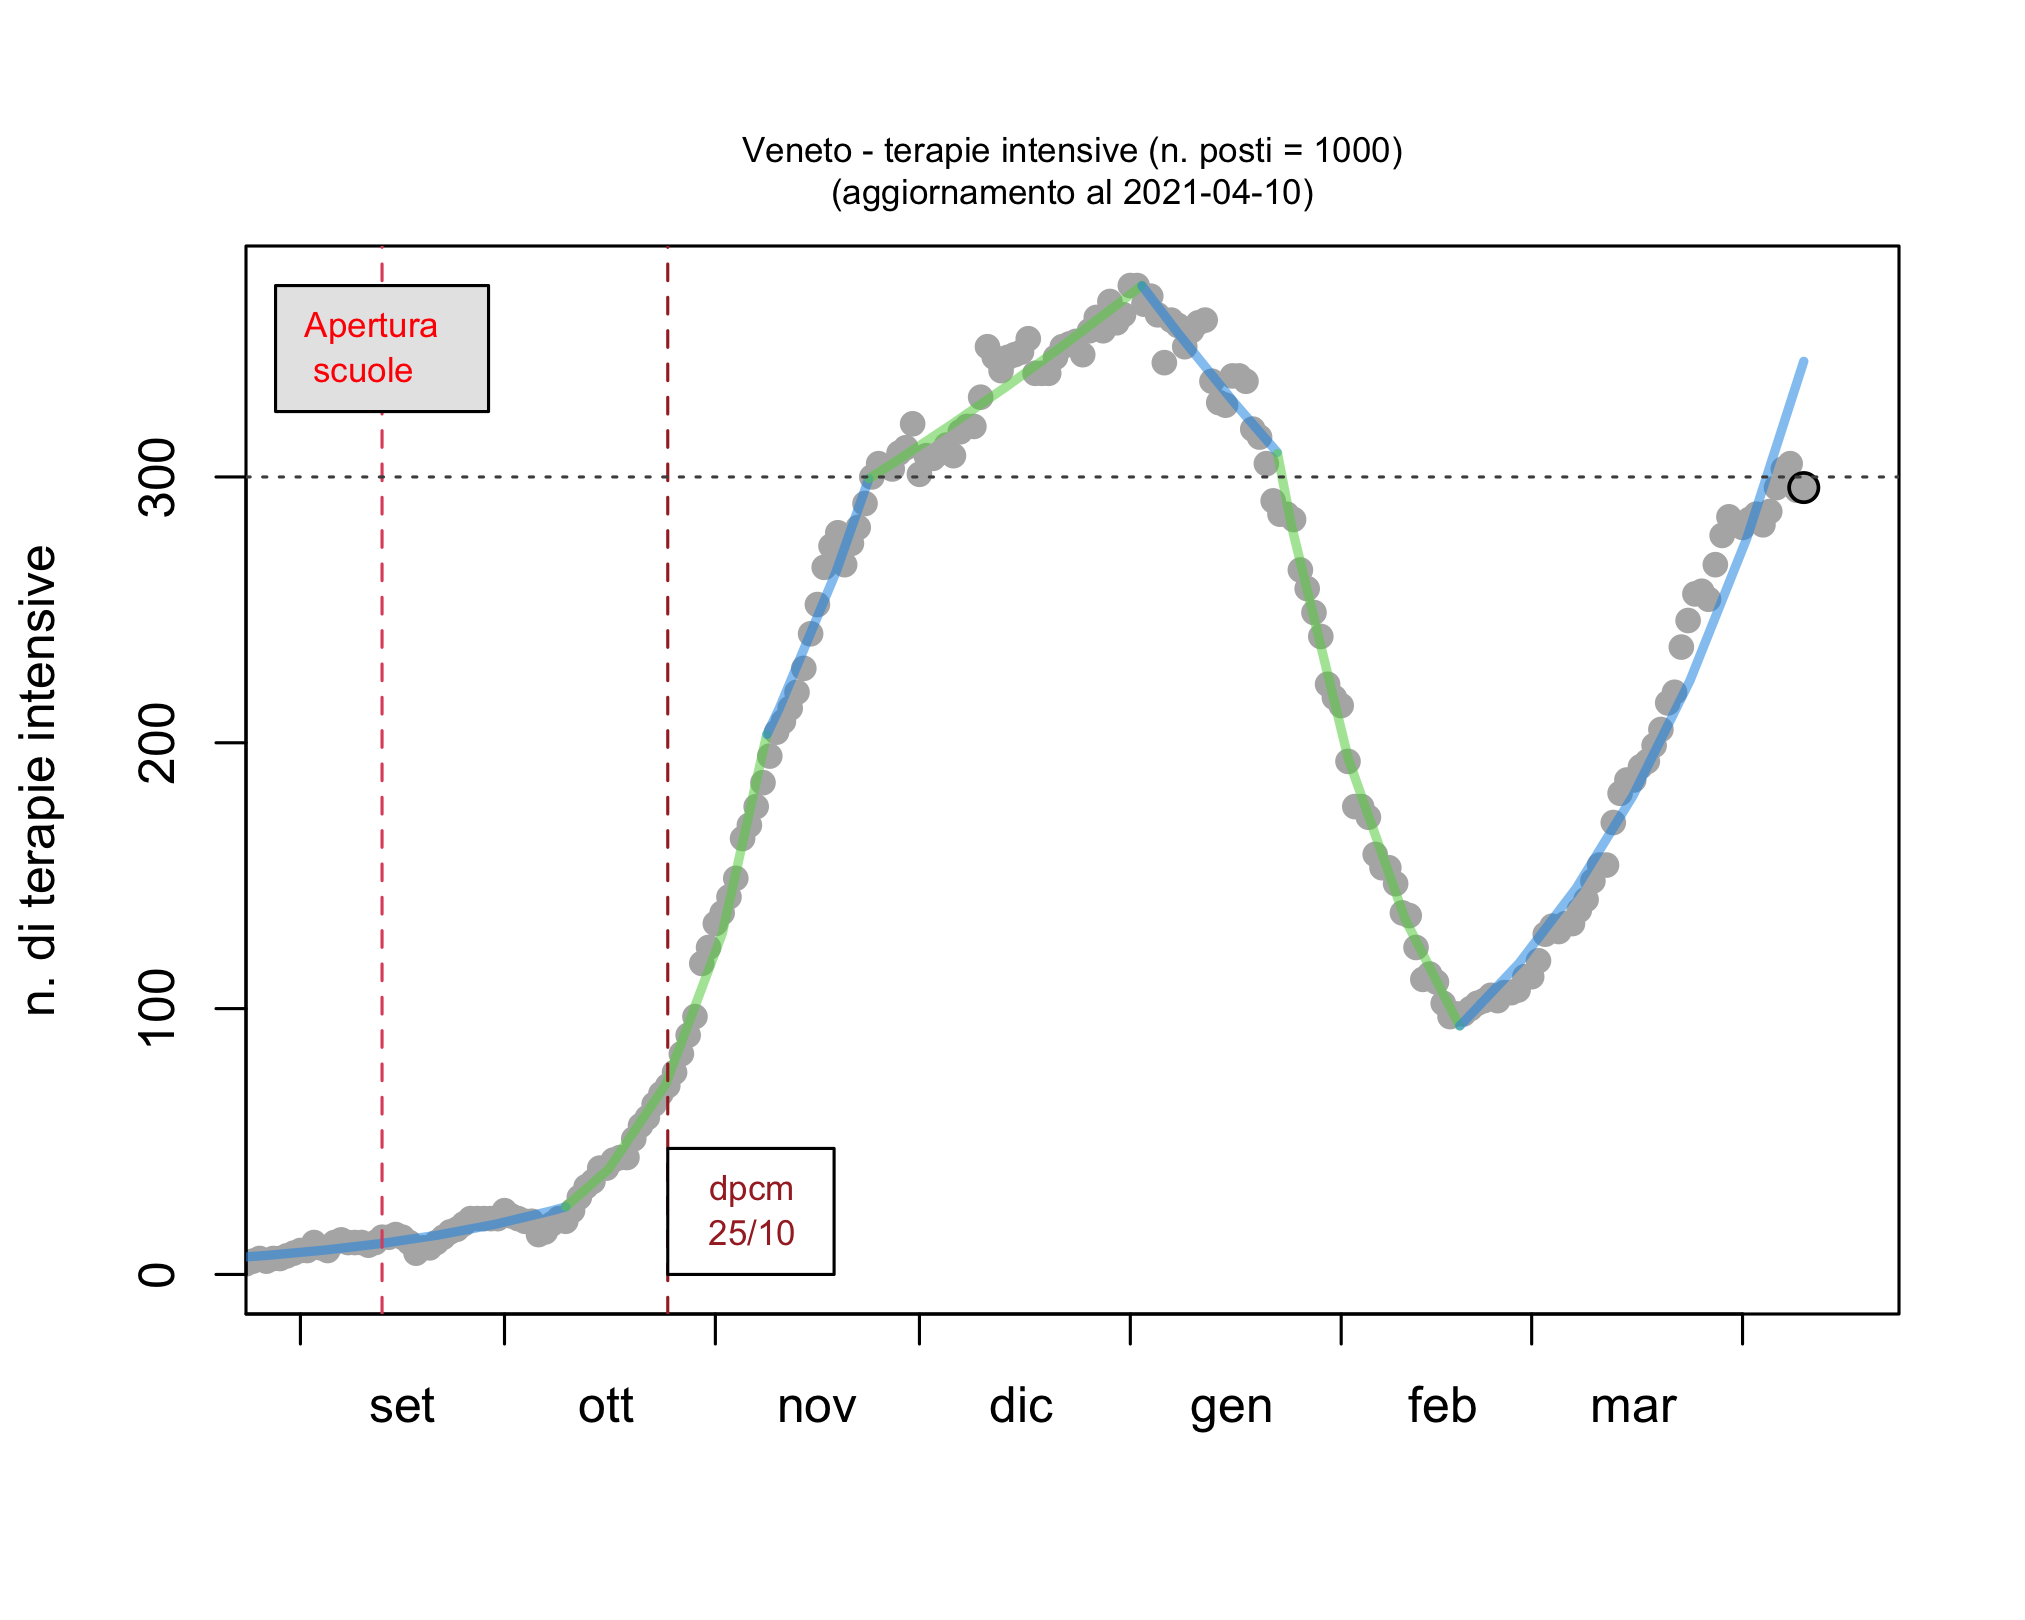 Veneto - terapie intensive (n. posti = 1000)
(aggiornamento al 2021-04-10)
Apertura
scuole
n. di terapie intensive
300
200
100
0
dpcm
25/10
set
ott
nov
dic
gen
feb
mar